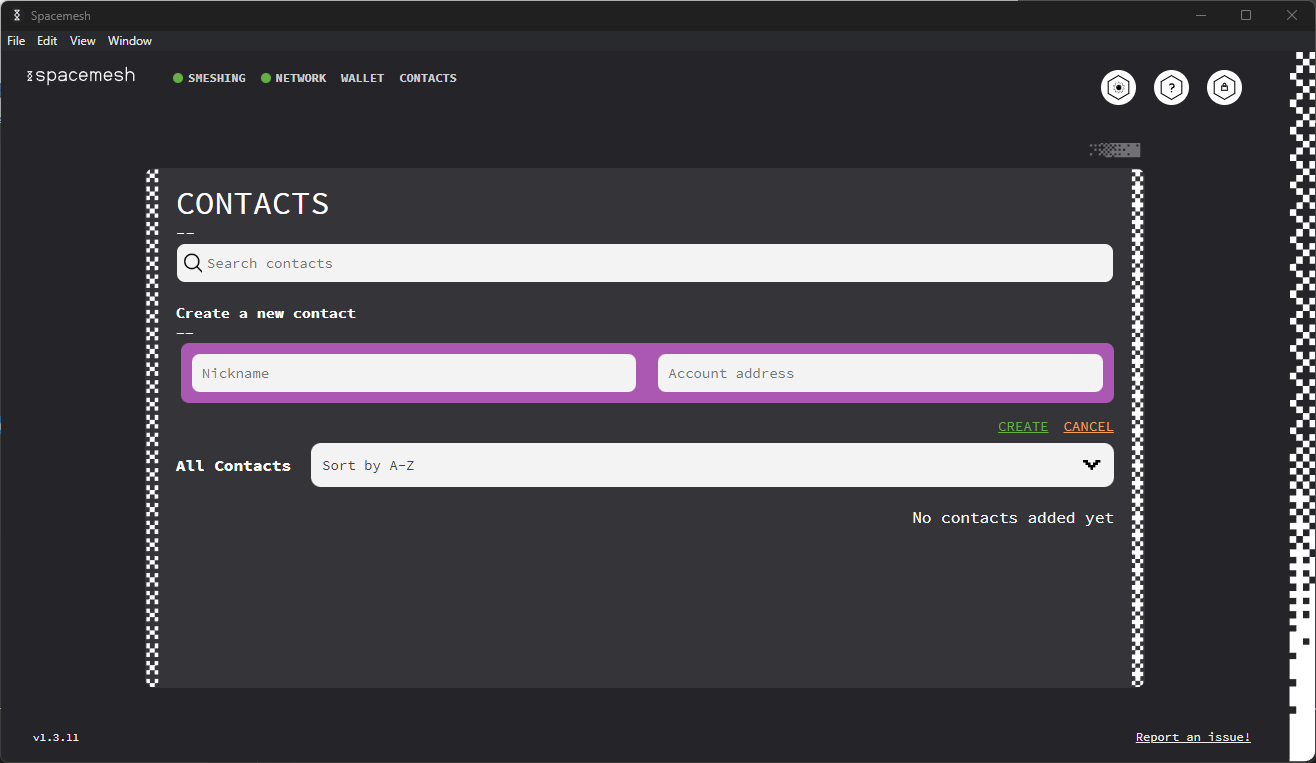 Spacemesh
File Edit View Window
spacemesh
SMESHING NETWORK WALLET CONTACTS
?
CONTACTS
--
Search contacts
Create a new contact
--
Nickname Account address
CREATE CANCEL
All Contacts Sort by A-Z
No contacts added yet
v1.3.11 Report an issue!